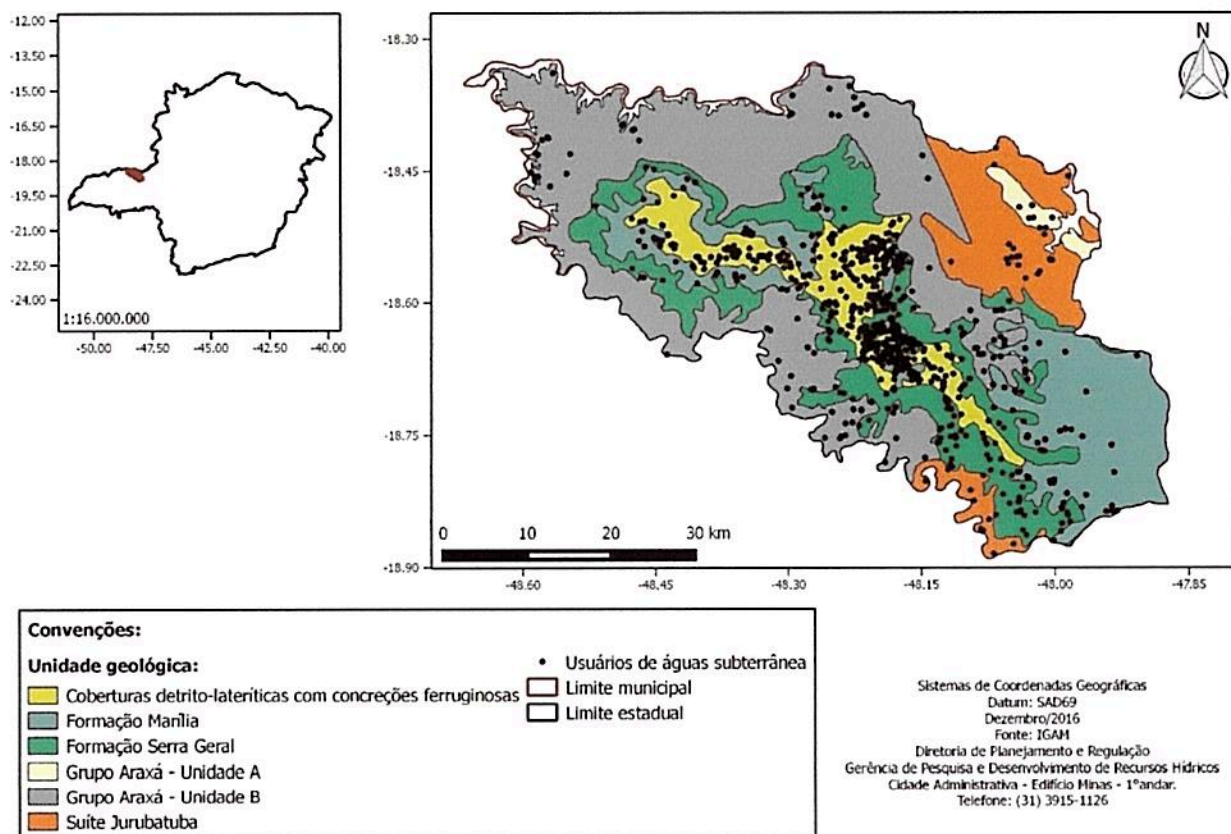 -12.00
-13.50
-15.00
-16.50
-18.00
-19.50
-21.00
-22.50
-24.00
1:16.000.000
-50.00 -47.50 -45.00 -42.50 -40.00
-18.30
-18.45
-18.60
-18.75
-18.90
N
0 10 20 30 km
-48.60 -48.45 -48.30 -48.15 -48.00 -47.85
Convenções:
Unidade geológica:
Coberturas detrito-lateríticas com concreções ferruginosas
Formação Marília
Formação Serra Geral
Grupo Araxá - Unidade A
Grupo Araxá - Unidade B
Suíte Jurubatuba
Usuários de águas subterrânea
Limite municipal
Limite estadual
Sistemas de Coordenadas Geográficas
Datum: SAD69
Dezembro/2016
Fonte: IGAM
Diretoria de Planejamento e Regulação
Gerência de Pesquisa e Desenvolvimento de Recursos Hídricos
Cidade Administrativa - Edifício Minas - 1ºandar.
Telefone: (31) 3915-1126